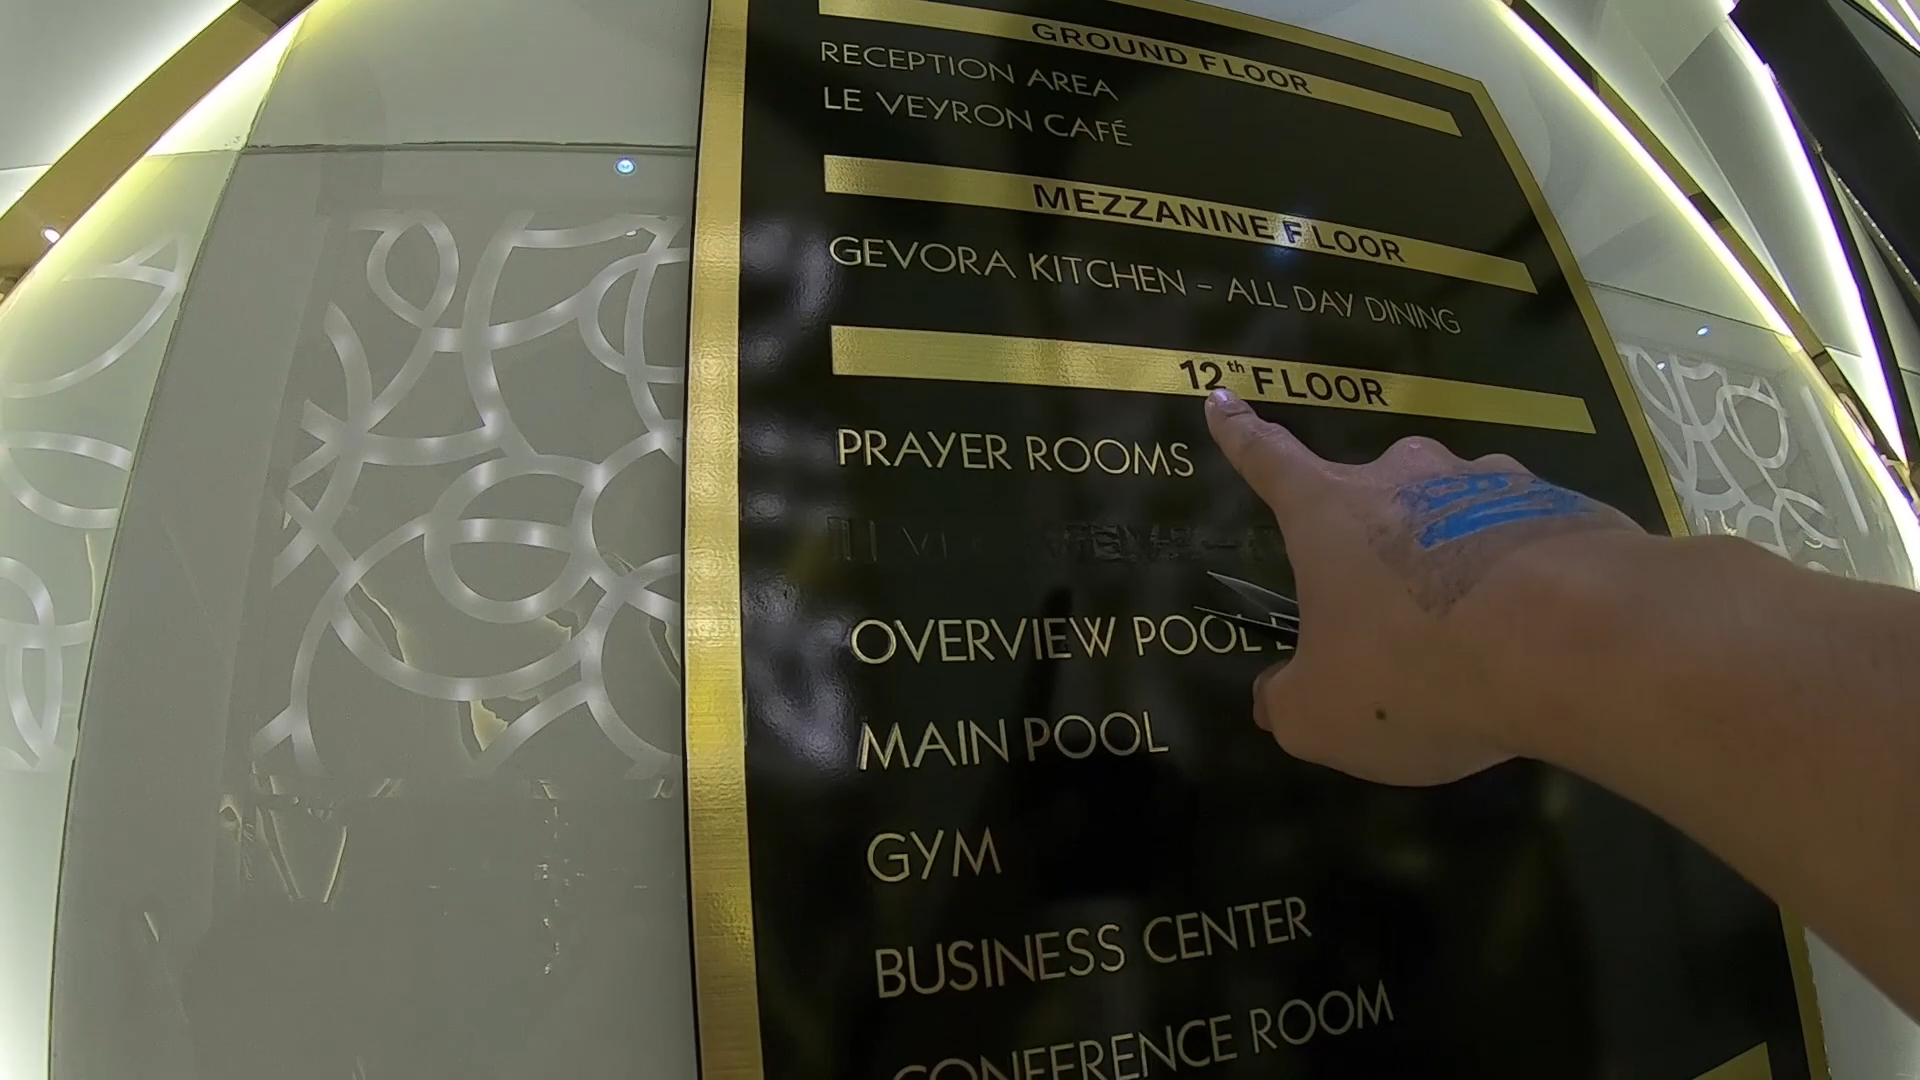 GROUND FLOOR
RECEPTION AREA
LE VEYRON CAFÉ
MEZZANINE FLOOR
GEVORA KITCHEN – ALL DAY DINING
12th FLOOR
PRAYER ROOMS
OVERVIEW POOL
MAIN POOL
GYM
BUSINESS CENTER
CONFERENCE ROOM